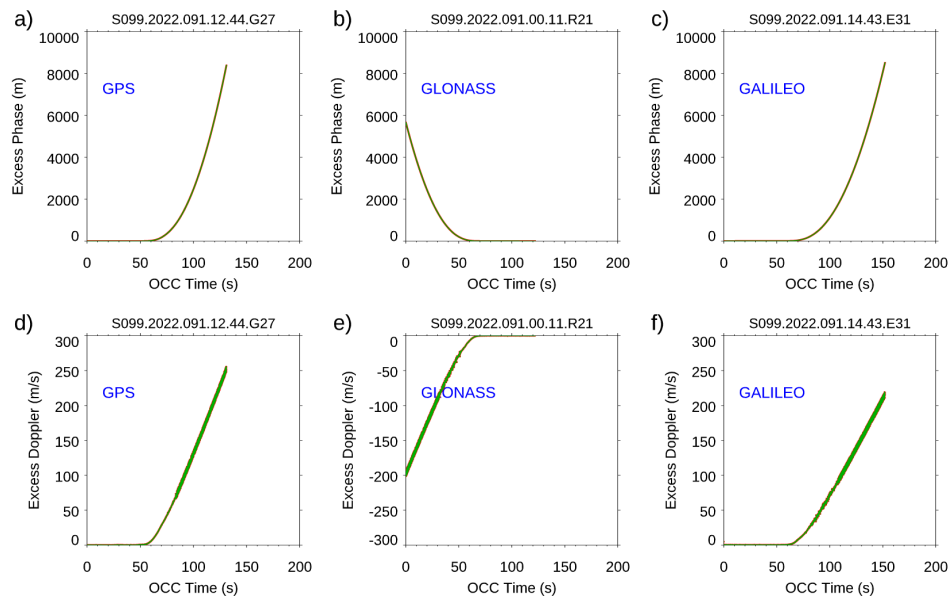 a)
S099.2022.091.12.44.G27
10000
8000
6000
4000
2000
0
Excess Phase (m)
GPS
0 50 100 150 200
OCC Time (s)
b)
S099.2022.091.00.11.R21
10000
8000
6000
4000
2000
0
Excess Phase (m)
GLONASS
0 50 100 150 200
OCC Time (s)
c)
S099.2022.091.14.43.E31
10000
8000
6000
4000
2000
0
Excess Phase (m)
GALILEO
0 50 100 150 200
OCC Time (s)
d)
S099.2022.091.12.44.G27
300
250
200
150
100
50
0
Excess Doppler (m/s)
GPS
0 50 100 150 200
OCC Time (s)
e)
S099.2022.091.00.11.R21
0
-50
-100
-150
-200
-250
-300
Excess Doppler (m/s)
GLONASS
0 50 100 150 200
OCC Time (s)
f)
S099.2022.091.14.43.E31
300
250
200
150
100
50
0
Excess Doppler (m/s)
GALILEO
0 50 100 150 200
OCC Time (s)